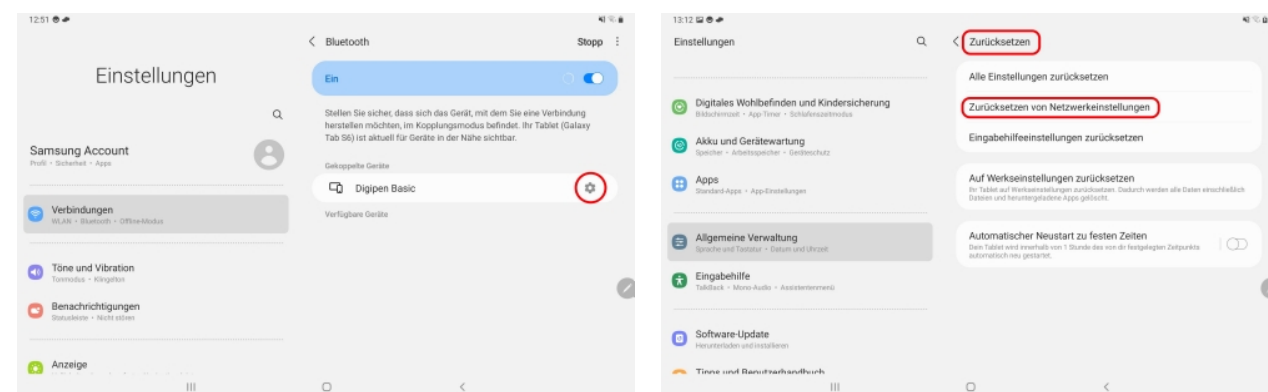 12:51
Einstellungen
Samsung Account
Profil • Sicherheit • Apps
Verbindungen
WLAN • Bluetooth • Offline-Modus
Töne und Vibration
Tonmodus • Klingelton
Benachrichtigungen
Statusleiste • Nicht stören
Anzeige
Bluetooth
Stopp
Ein
Stellen Sie sicher, dass sich das Gerät, mit dem Sie eine Verbindung
herstellen möchten, im Kopplungsmodus befindet. Ihr Tablet (Galaxy
Tab S6) ist aktuell für Geräte in der Nähe sichtbar.
Gekoppelte Geräte
Digipen Basic
Verfügbare Geräte
13:12
Einstellungen
Digitales Wohlbefinden und Kindersicherung
Bildschirmzeit • App-Timer • Schlafenszeitmodus
Akku und Gerätewartung
Speicher • Arbeitsspeicher • Geräteschutz
Apps
Standard-Apps • App-Einstellungen
Allgemeine Verwaltung
Sprache und Tastatur • Datum und Uhrzeit
Eingabehilfe
TalkBack • Mono-Audio • Assistentenmenü
Software-Update
Herunterladen und installieren
Tipps und Benutzerhandbuch
Zurücksetzen
Alle Einstellungen zurücksetzen
Zurücksetzen von Netzwerkeinstellungen
Eingabehilfeeinstellungen zurücksetzen
Auf Werkseinstellungen zurücksetzen
Ihr Tablet auf Werkseinstellungen zurücksetzen. Dadurch werden alle Daten einschließlich
Dateien und heruntergeladene Apps gelöscht.
Automatischer Neustart zu festen Zeiten
Dein Tablet wird innerhalb von 1 Stunde des von dir festgelegten Zeitpunkts
automatisch neu gestartet.